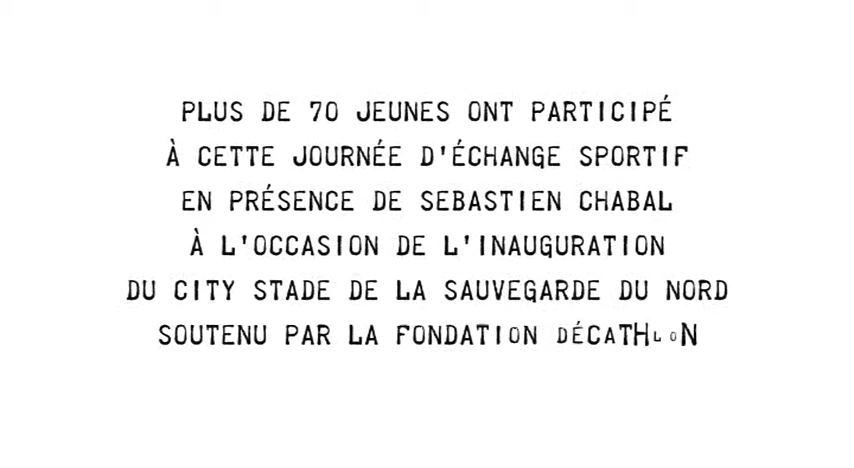 PLUS DE 70 JEUNES ONT PARTICIPÉ
À CETTE JOURNÉE D'ÉCHANGE SPORTIF
EN PRÉSENCE DE SEBASTIEN CHABAL
À L'OCCASION DE L'INAUGURATION
DU CITY STADE DE LA SAUVEGARDE DU NORD
SOUTENU PAR LA FONDATION DÉCATHLON